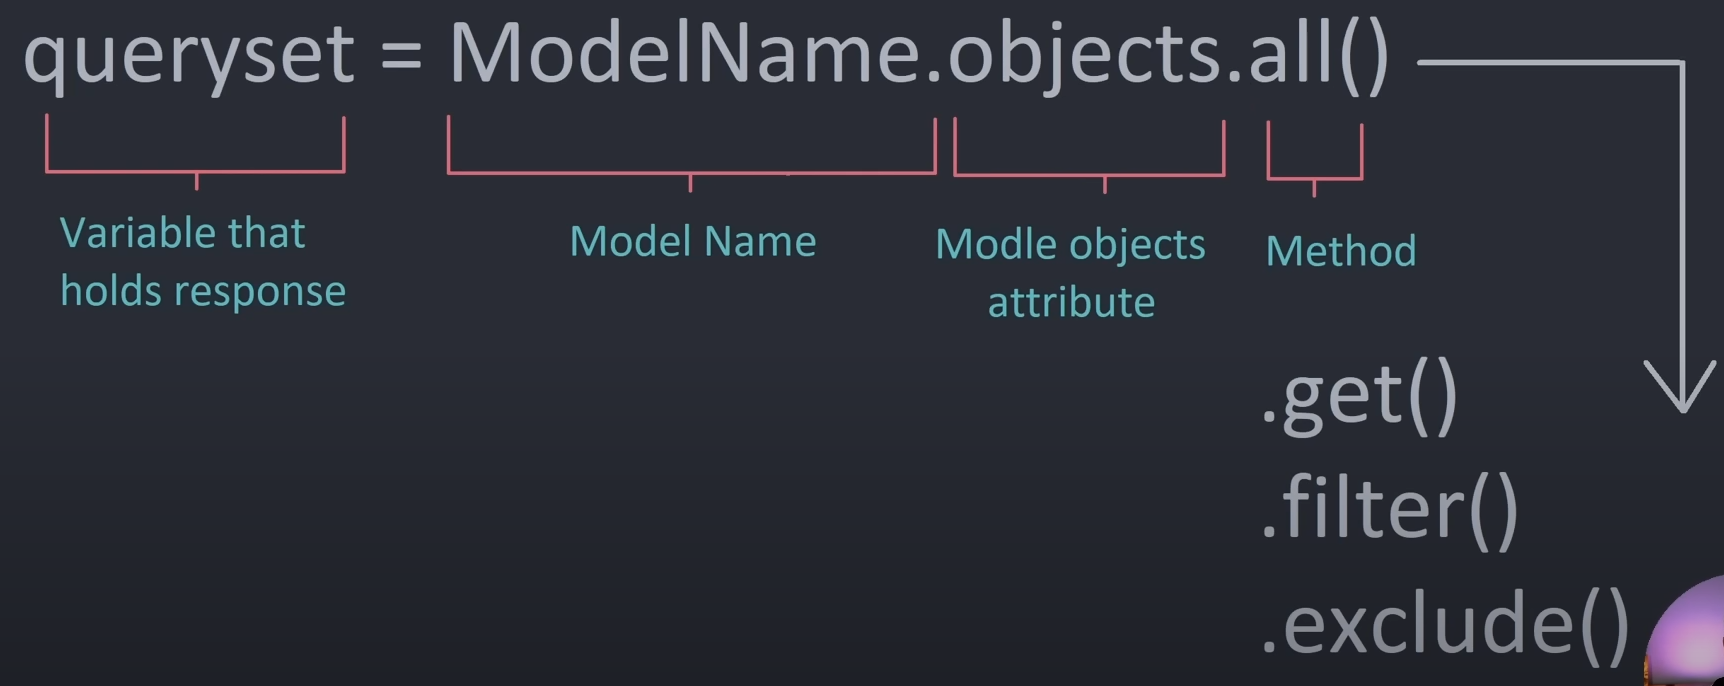 queryset = ModelName.objects.all()
Variable that
holds response
Model Name
Modle objects
attribute
Method
.get()
.filter()
.exclude()